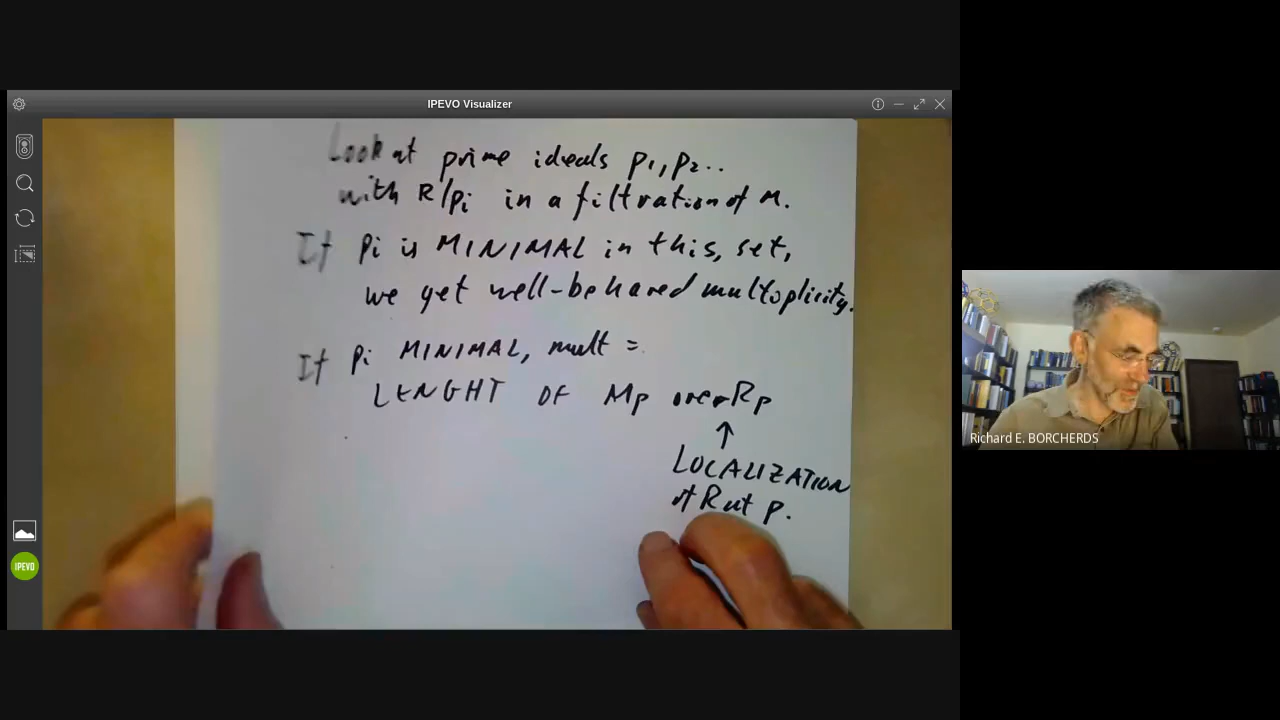 IPEVO Visualizer
Look at prime ideals p1, p2..
with R/pi in a filtration of M.
If pi is MINIMAL in this, set,
we get well-behaved multiplicity.
If pi MINIMAL, mult =
LENGHT OF Mp over Rp
↑
LOCALIZATION
of R at p.
IPEVO
Richard E. BORCHERDS